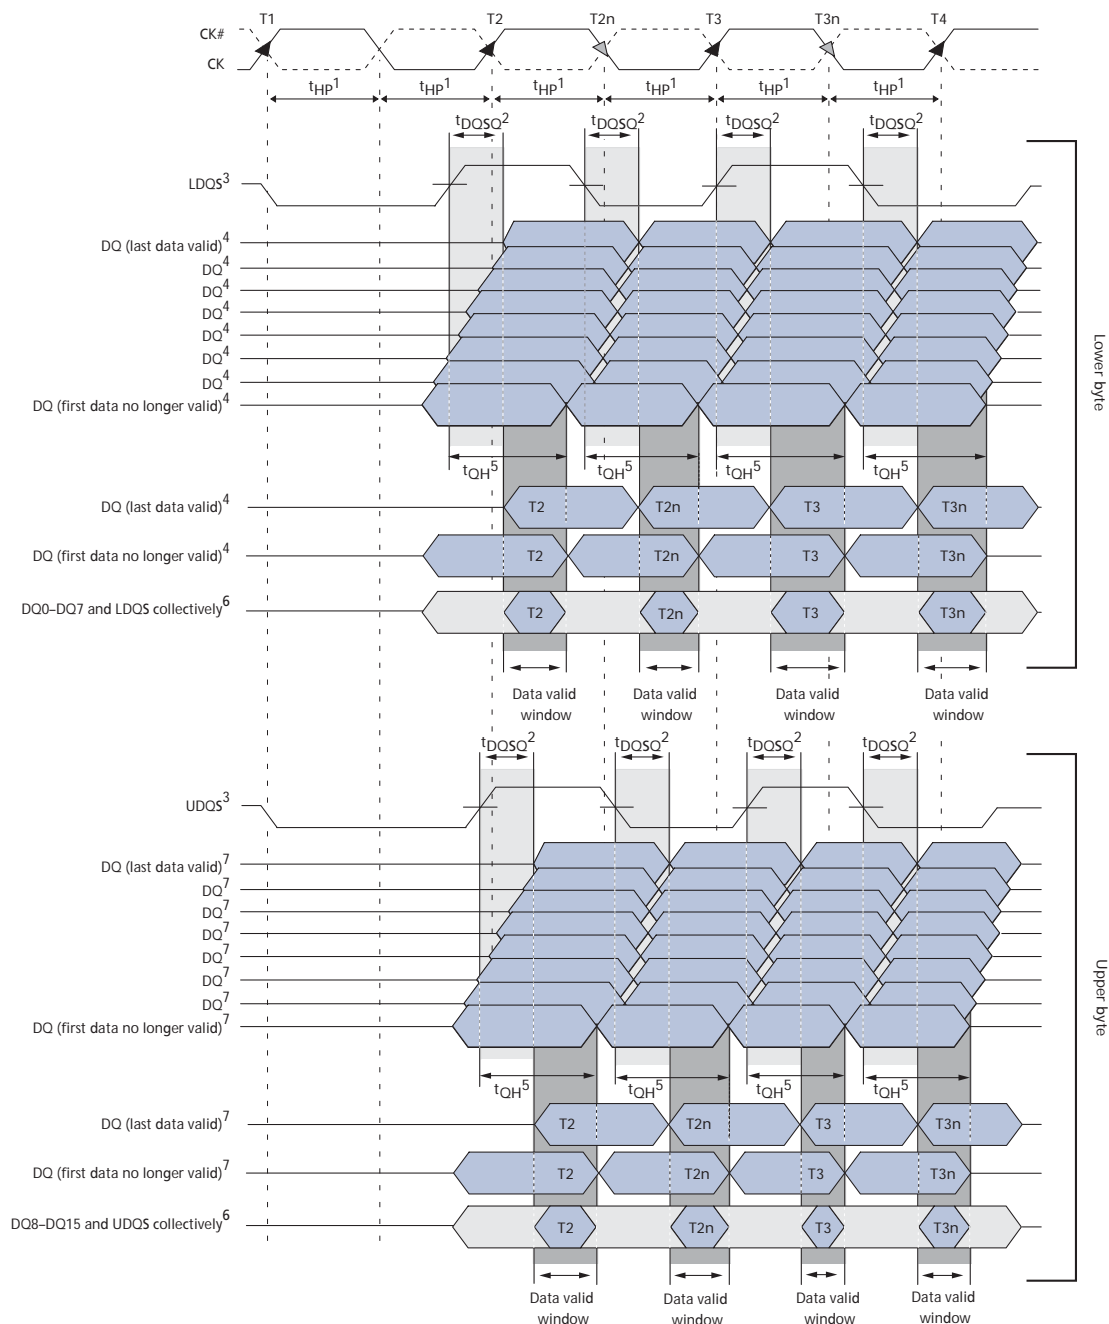 T1 T2 T2n T3 T3n T4
CK#
CK
tHP1 tHP1 tHP1 tHP1 tHP1 tHP1
tDQSQ2 tDQSQ2 tDQSQ2 tDQSQ2
LDQS3
DQ (last data valid)4
DQ4
DQ4
DQ4
DQ4
DQ4
DQ4
DQ (first data no longer valid)4
Lower byte
tQH5 tQH5 tQH5 tQH5
DQ (last data valid)4 T2 T2n T3 T3n
DQ (first data no longer valid)4 T2 T2n T3 T3n
DQ0–DQ7 and LDQS collectively6 T2 T2n T3 T3n
Data valid Data valid Data valid Data valid
window window window window
tDQSQ2 tDQSQ2 tDQSQ2 tDQSQ2
UDQS3
DQ (last data valid)7
DQ7
DQ7
DQ7
DQ7
DQ7
DQ7
DQ (first data no longer valid)7
Upper byte
tQH5 tQH5 tQH5 tQH5
DQ (last data valid)7 T2 T2n T3 T3n
DQ (first data no longer valid)7 T2 T2n T3 T3n
DQ8–DQ15 and UDQS collectively6 T2 T2n T3 T3n
Data valid Data valid Data valid Data valid
window window window window